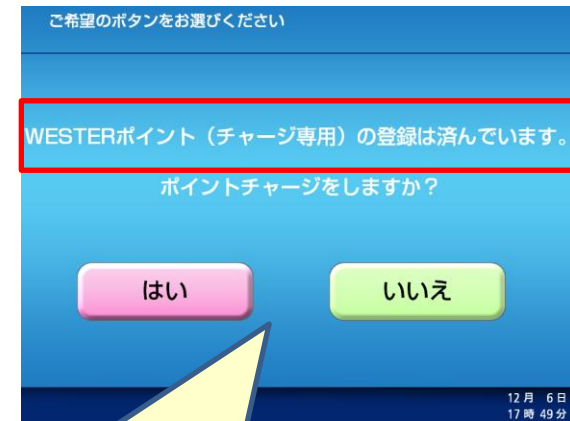 ご希望のボタンをお選びください
WESTERポイント（チャージ専用）の登録は済んでいます。
ポイントチャージをしますか？
はい
いいえ
12月 6日
17時49分